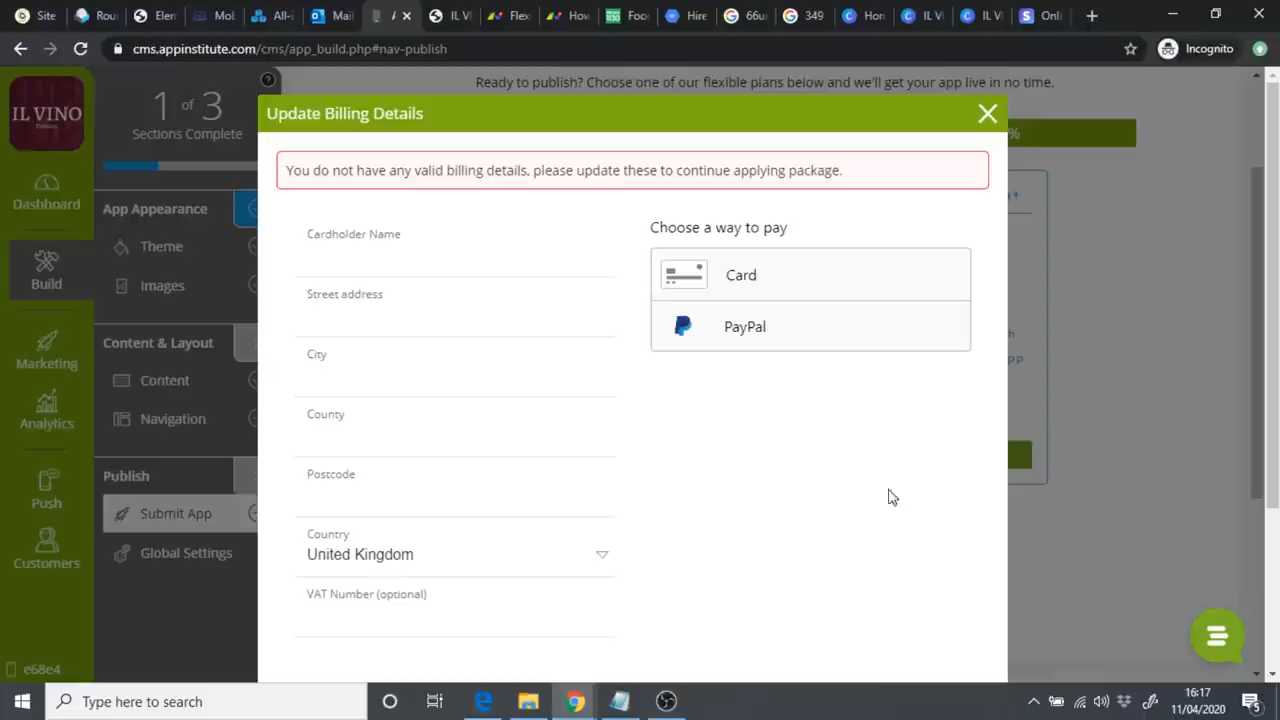 Site
Rou
Elen
Mol
All-i
Mail
IL V
Flex
How
Foc
Hire
66u
349
Hor
IL Vi
IL Vi
Onli
cms.appinstitute.com/cms/app_build.php#nav-publish
Incognito
IL VINO
1 of 3
Sections Complete
Ready to publish? Choose one of our flexible plans below and we'll get your app live in no time.
%
Update Billing Details
You do not have any valid billing details, please update these to continue applying package.
Dashboard
Build
Marketing
Analytics
Push
Customers
e68e4
App Appearance
Theme
Images
Content & Layout
Content
Navigation
Publish
Submit App
Global Settings
Cardholder Name
Street address
City
County
Postcode
Country
United Kingdom
VAT Number (optional)
Choose a way to pay
Card
PayPal
h
pp
Type here to search
16:17
11/04/2020
5